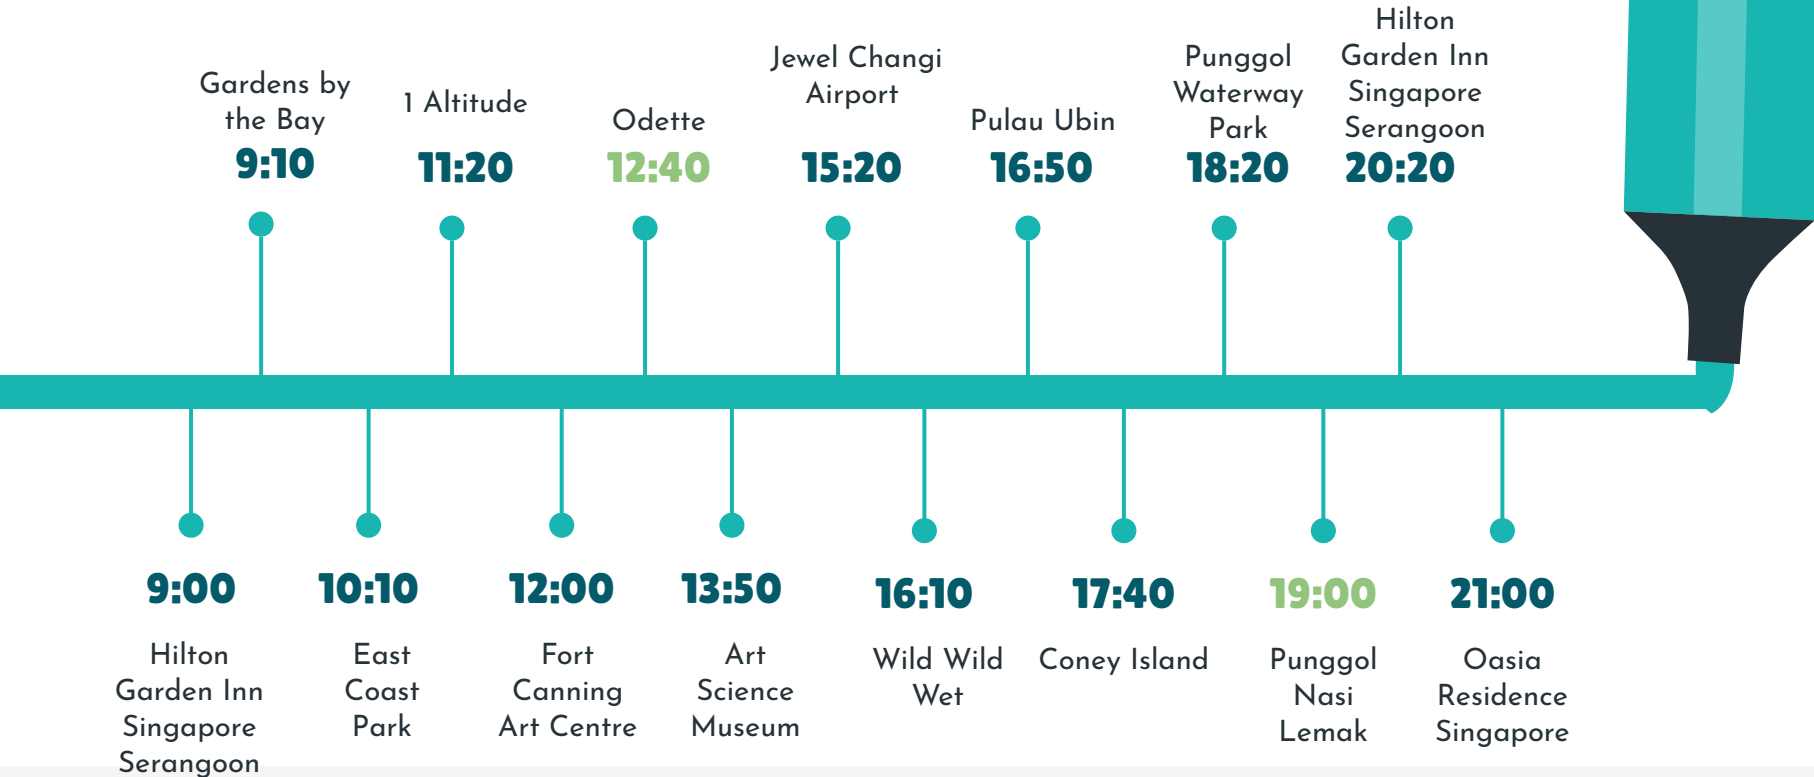 Gardens by
the Bay
9:10
1 Altitude
11:20
Odette
12:40
Jewel Changi
Airport
15:20
Pulau Ubin
16:50
Punggol
Waterway
Park
18:20
Hilton
Garden Inn
Singapore
Serangoon
20:20
9:00
Hilton
Garden Inn
Singapore
Serangoon
10:10
East
Coast
Park
12:00
Fort
Canning
Art Centre
13:50
Art
Science
Museum
16:10
Wild Wild
Wet
17:40
Coney Island
19:00
Punggol
Nasi
Lemak
21:00
Oasia
Residence
Singapore